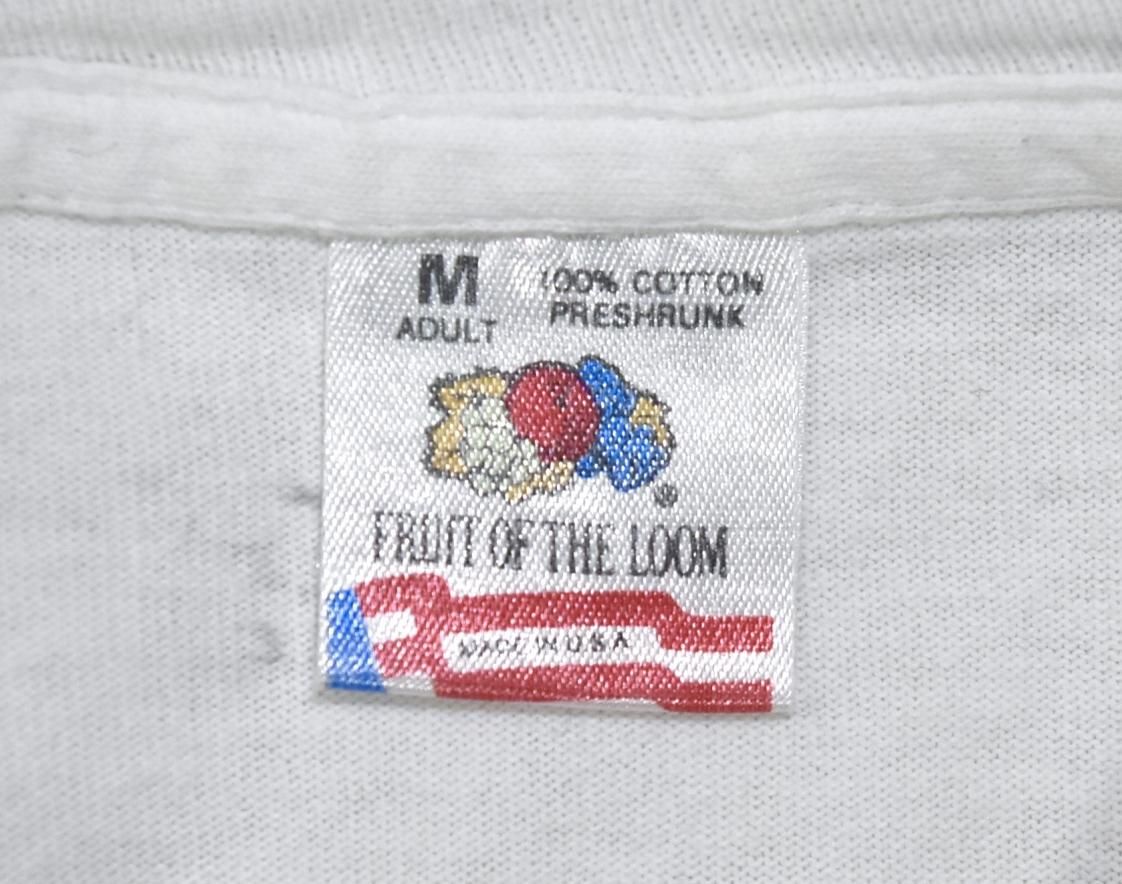 M
ADULT
100% COTTON
PRESHRUNK
®
FRUIT OF THE LOOM
MADE IN U.S.A